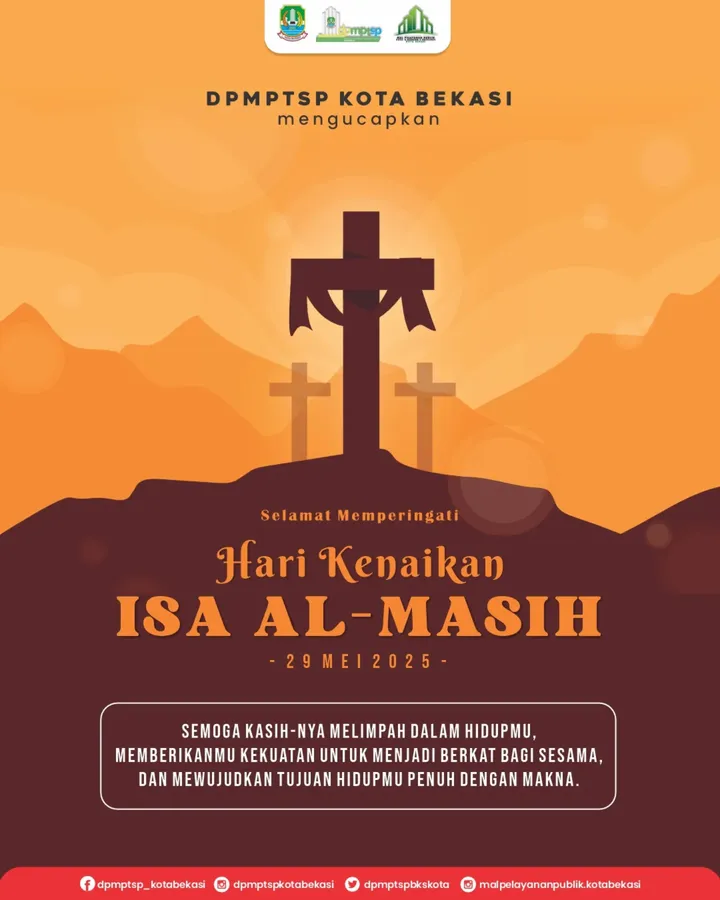 dpmptsp
DPMPTSP KOTA BEKASI
mengucapkan
Selamat Memperingati
Hari Kenaikan
ISA AL-MASIH
- 29 MEI 2025 -
SEMOGA KASIH-NYA MELIMPAH DALAM HIDUPMU,
MEMBERIKANMU KEKUATAN UNTUK MENJADI BERKAT BAGI SESAMA,
DAN MEWUJUDKAN TUJUAN HIDUPMU PENUH DENGAN MAKNA.
dpmptsp_kotabekasi dpmptspkotabekasi dpmptspbkskota malpelayananpublik.kotabekasi